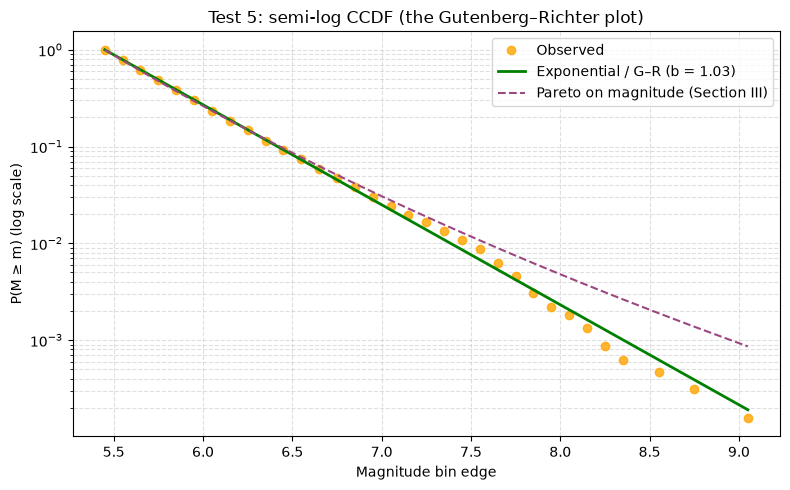 Test 5: semi-log CCDF (the Gutenberg–Richter plot)
Observed
Exponential / G–R (b = 1.03)
Pareto on magnitude (Section III)
P(M ≥ m) (log scale)
10⁰
10⁻¹
10⁻²
10⁻³
5.5 6.0 6.5 7.0 7.5 8.0 8.5 9.0
Magnitude bin edge